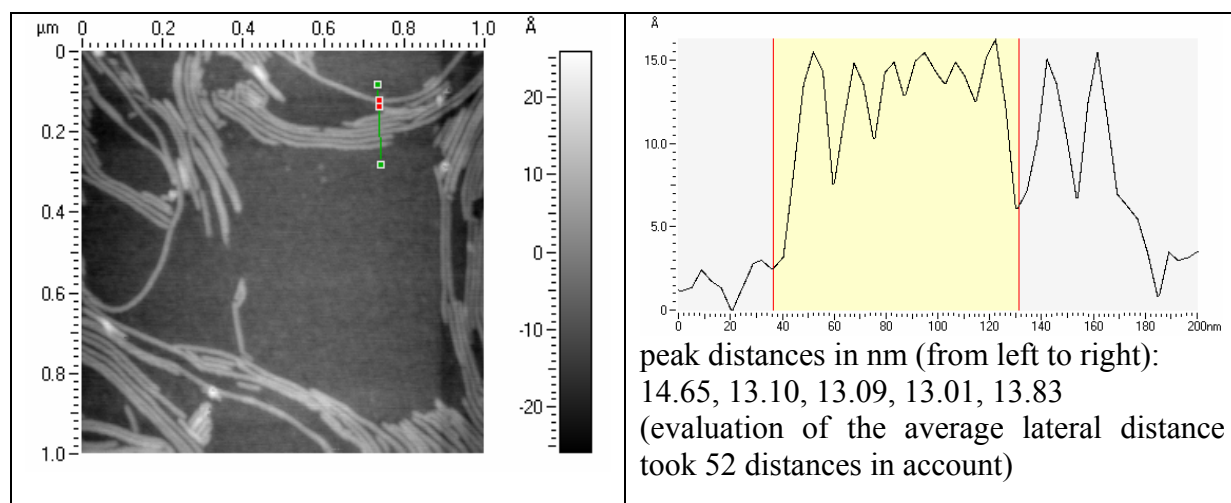 µm 0 0.2 0.4 0.6 0.8 1.0
0
0.2
0.4
0.6
0.8
1.0
Å
20
10
0
-10
-20
Å
15.0
10.0
5.0
0
0 20 40 60 80 100 120 140 160 180 200nm
peak distances in nm (from left to right):
14.65, 13.10, 13.09, 13.01, 13.83
(evaluation of the average lateral distance
took 52 distances in account)